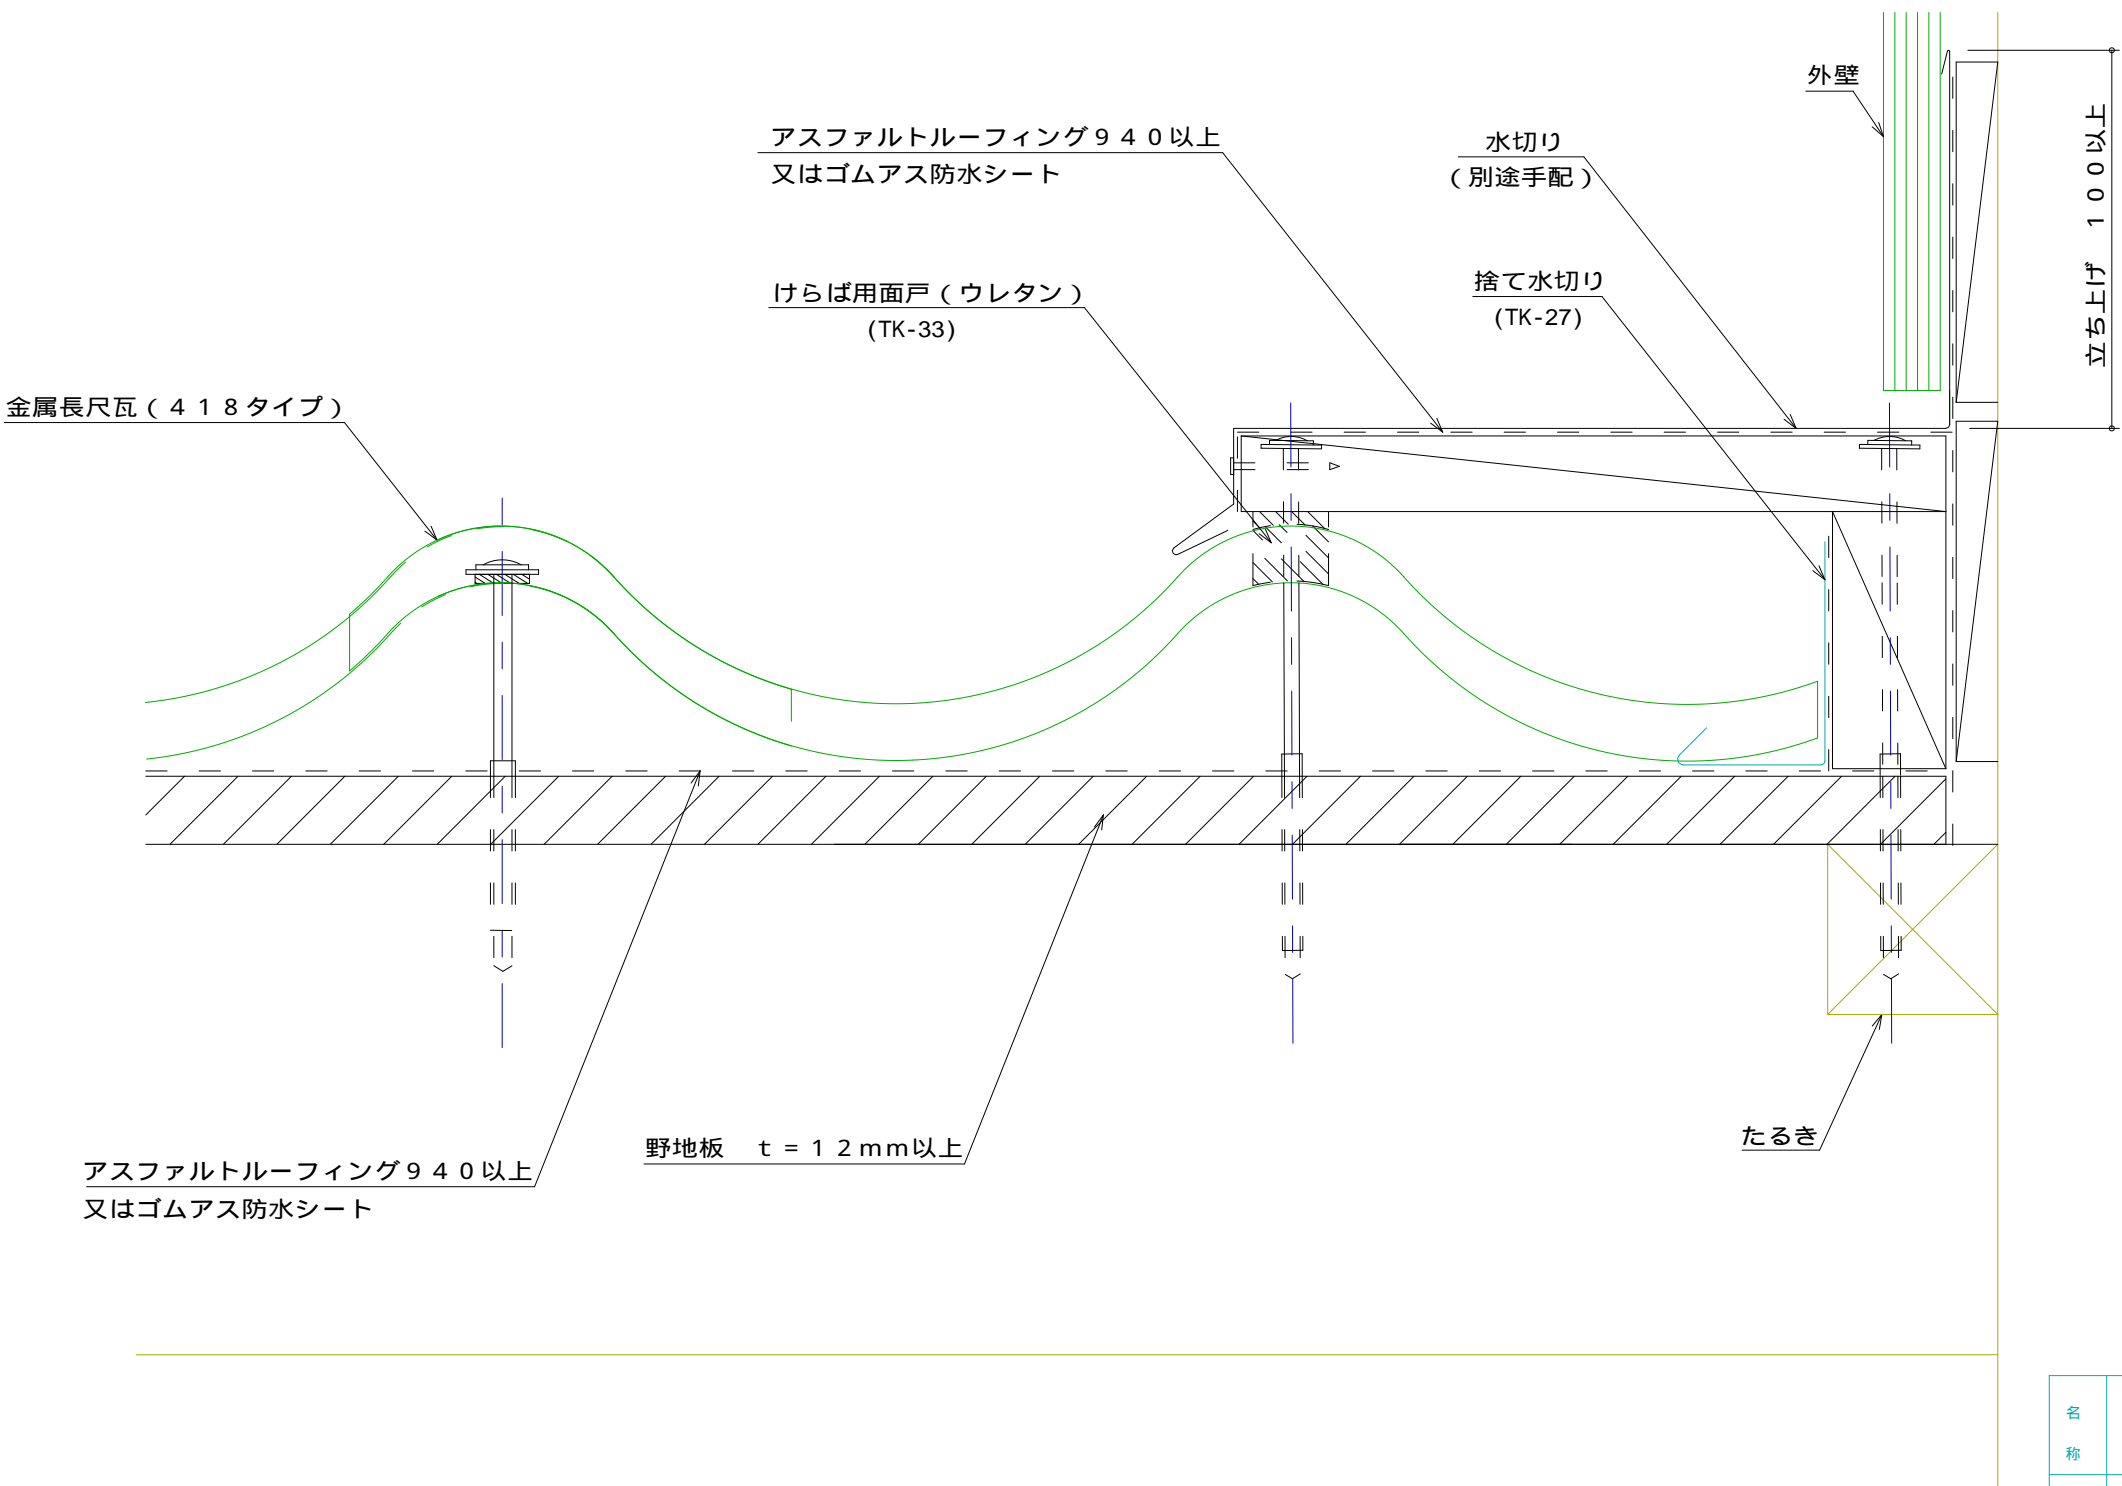 外壁
アスファルトルーフィング９４０以上
又はゴムアス防水シート
水切り
（別途手配）
立ち上げ　１００以上
けらば用面戸（ウレタン）
(TK-33)
捨て水切り
(TK-27)
金属長尺瓦（４１８タイプ）
たるき
野地板　ｔ＝１２ｍｍ以上
アスファルトルーフィング９４０以上
又はゴムアス防水シート
名
称